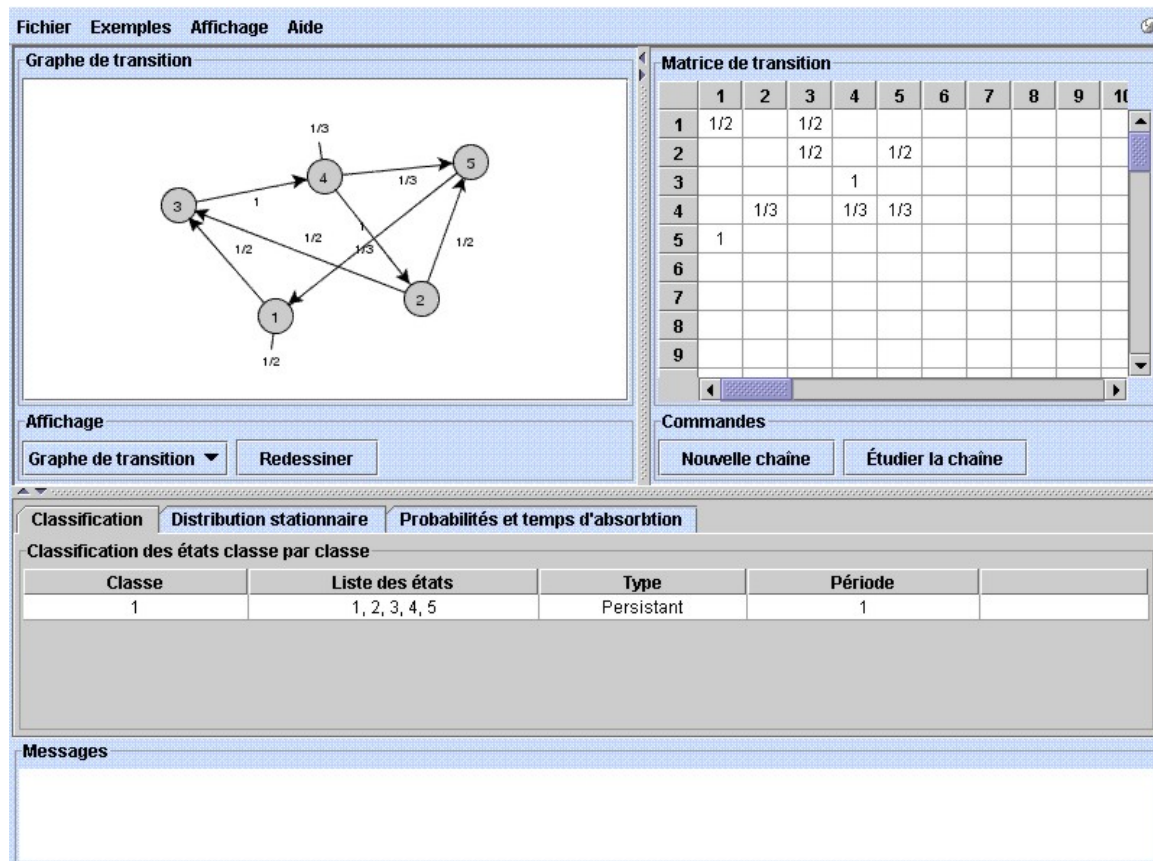 Fichier Exemples Affichage Aide
Graphe de transition
1/3
4
5
3
1
1/3
1/2
1/2
1
1/3
1/2
2
1
1/2
Affichage
Graphe de transition
Redessiner
Matrice de transition
1 2 3 4 5 6 7 8 9 10
1 1/2 1/2
2 1/2 1/2
3 1
4 1/3 1/3 1/3
5 1
6
7
8
9
Commandes
Nouvelle chaîne
Étudier la chaîne
Classification
Distribution stationnaire
Probabilités et temps d'absorbtion
Classification des états classe par classe
Classe Liste des états Type Période
1 1, 2, 3, 4, 5 Persistant 1
Messages